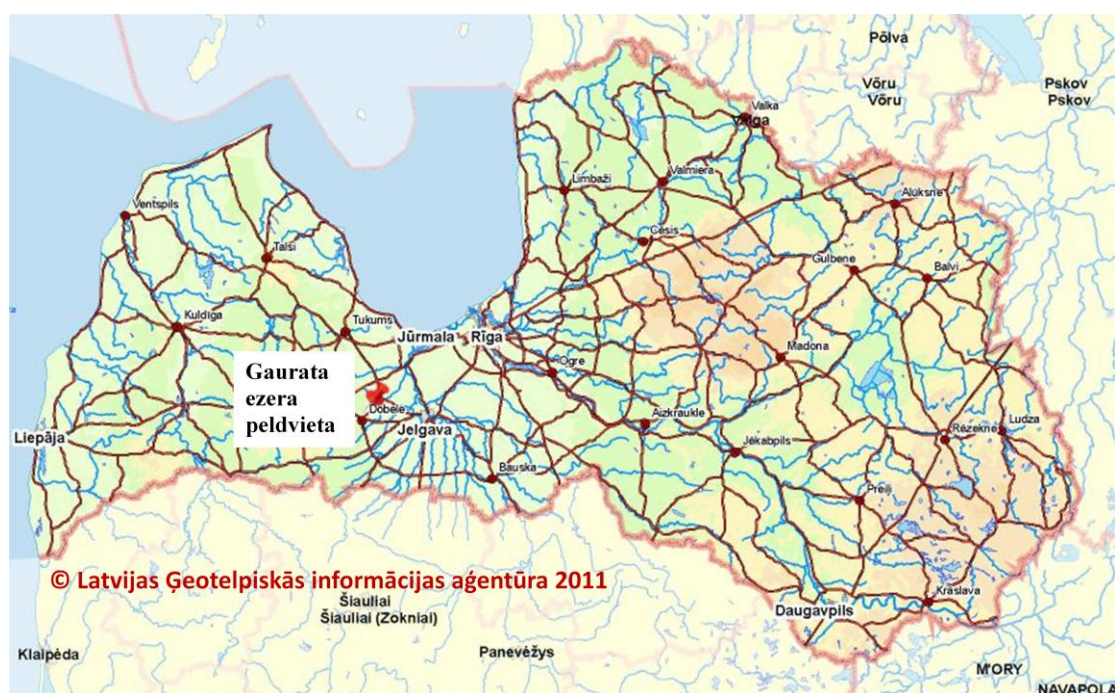 Põlva
Võru
Võru
Pskov
Pskov
Valka
Valga
Limbaži
Valmiera
Alūksne
Ventspils
Cēsis
Talsi
Gulbene
Balvi
Kuldīga
Tukums
Jūrmala
Rīga
Madona
Ogre
Gaurata
ezera
peldvieta
Dobele
Aizkraukle
Ludza
Liepāja
Jelgava
Rēzekne
Jēkabpils
Bauska
Preiļi
© Latvijas Ģeotelpiskās informācijas aģentūra 2011
Šiauliai
Šiauliai (Zokniai)
Krāslava
Daugavpils
Klaipėda
Panevėžys
M'ORY
NAVAPOLA